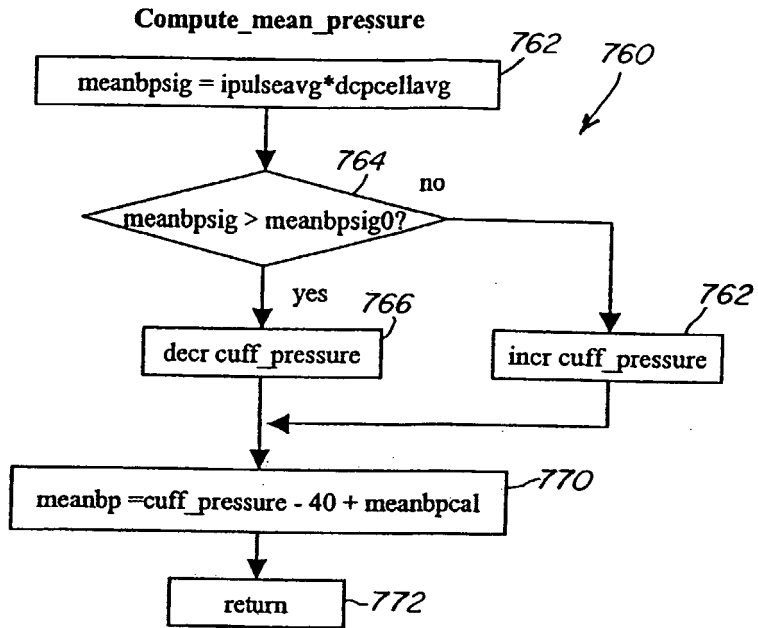 Compute_mean_pressure
762
760
meanbpsig = ipulseavg*dcpcellavg
764
no
meanbpsig > meanbpsig0?
yes
766
762
decr cuff_pressure
incr cuff_pressure
770
meanbp =cuff_pressure - 40 + meanbpcal
return
772